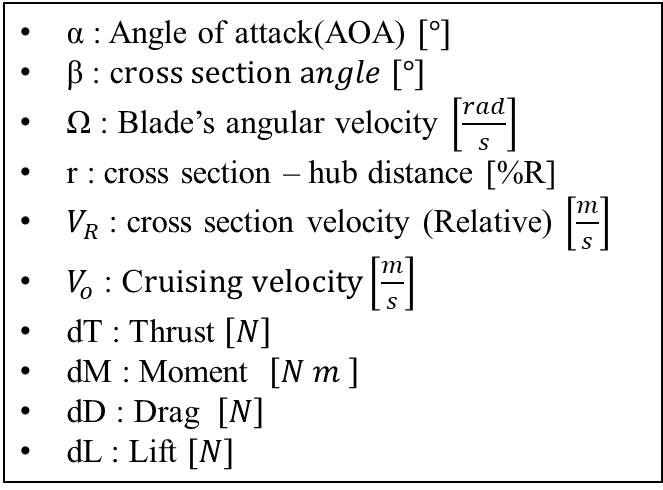 • α : Angle of attack(AOA) [°]
• β : cross section angle [°]
• Ω : Blade's angular velocity [rad/s]
• r : cross section – hub distance [%R]
• V_R : cross section velocity (Relative) [m/s]
• V_o : Cruising velocity [m/s]
• dT : Thrust [N]
• dM : Moment [N m ]
• dD : Drag [N]
• dL : Lift [N]